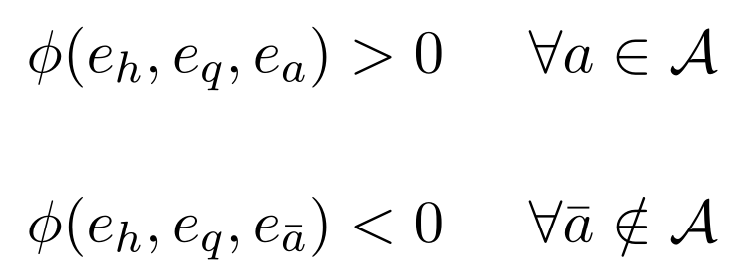 ϕ(e_h, e_q, e_a) > 0 ∀a ∈ 𝒜
ϕ(e_h, e_q, e_ā) < 0 ∀ā ∉ 𝒜